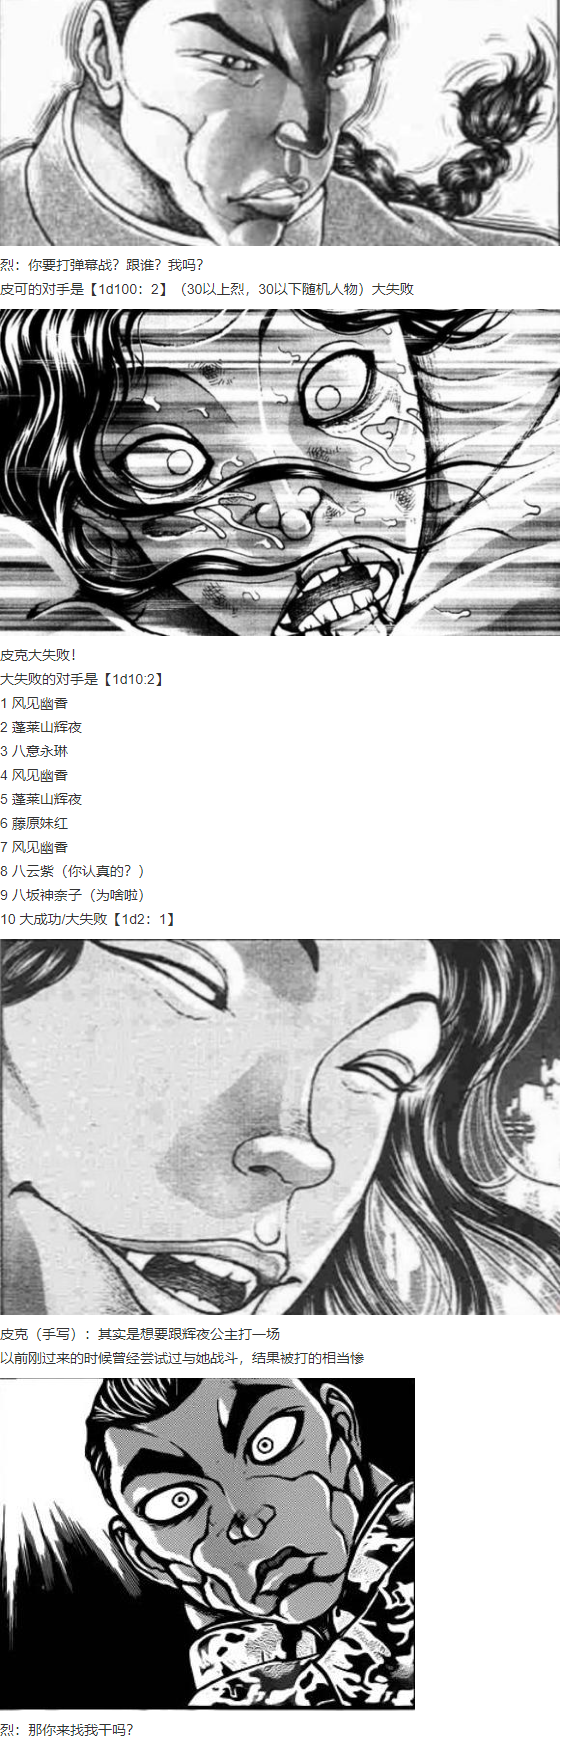 烈：你要打弹幕战？跟谁？我吗？
皮可的对手是【1d100：2】（30以上烈，30以下随机人物）大失败
皮克大失败！
大失败的对手是【1d10:2】
1 风见幽香
2 蓬莱山辉夜
3 八意永琳
4 风见幽香
5 蓬莱山辉夜
6 藤原妹红
7 风见幽香
8 八云紫（你认真的？）
9 八坂神奈子（为啥啦）
10 大成功/大失败【1d2：1】
皮克（手写）：其实是想要跟辉夜公主打一场
以前刚过来的时候曾经尝试过与她战斗，结果被打的相当惨
烈：那你来找我干吗？